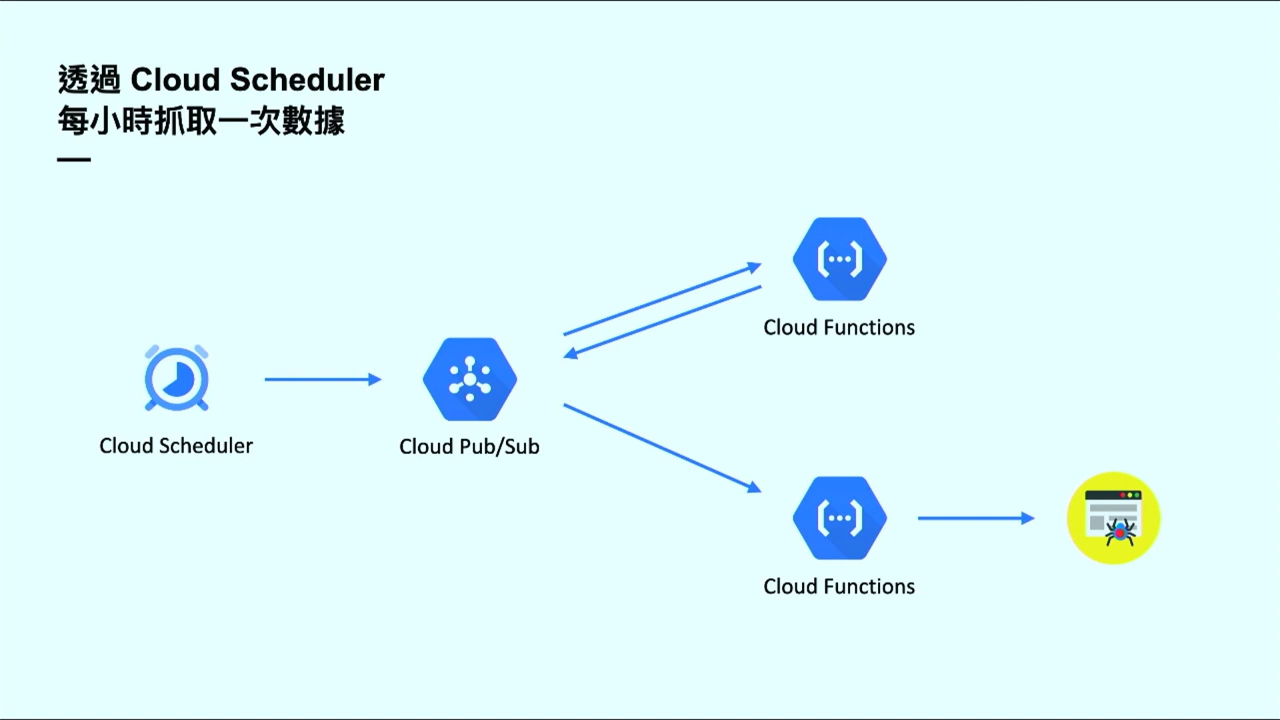 透過 Cloud Scheduler
每小時抓取一次數據
Cloud Functions
Cloud Scheduler
Cloud Pub/Sub
Cloud Functions